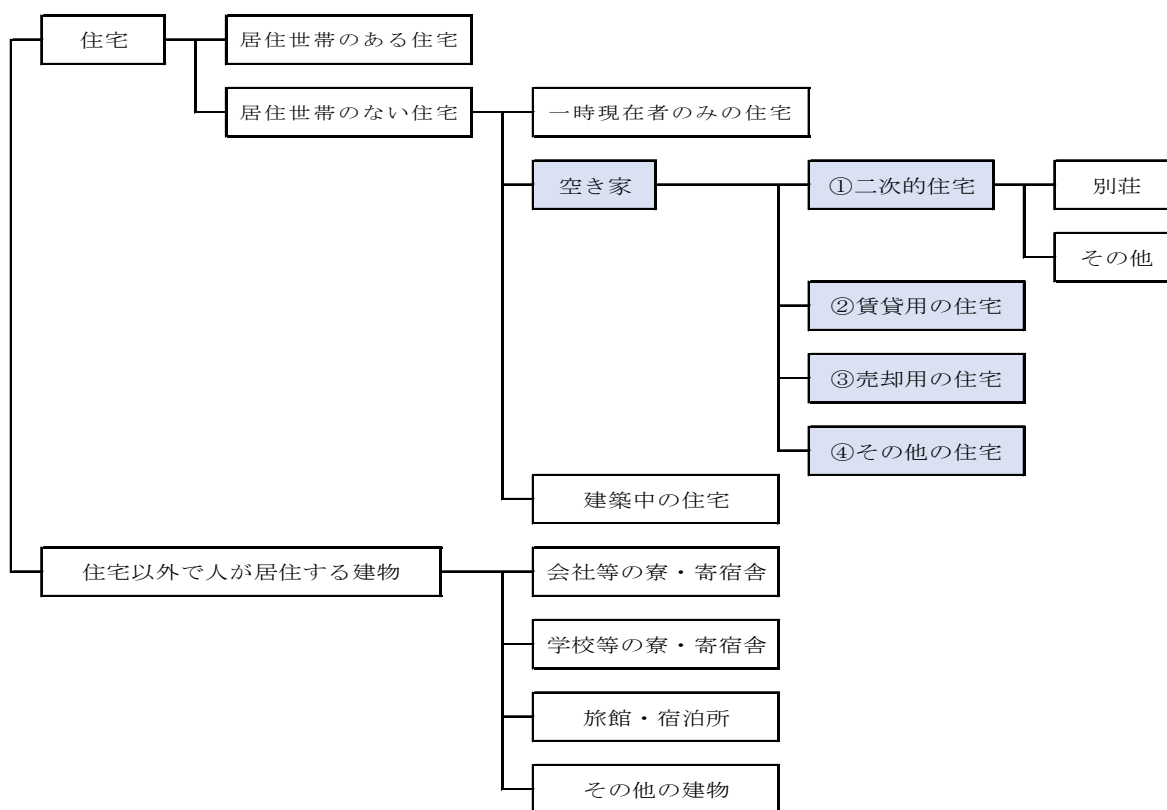 住宅
居住世帯のある住宅
居住世帯のない住宅
一時現在者のみの住宅
空き家
①二次的住宅
別荘
その他
②賃貸用の住宅
③売却用の住宅
④その他の住宅
建築中の住宅
住宅以外で人が居住する建物
会社等の寮・寄宿舎
学校等の寮・寄宿舎
旅館・宿泊所
その他の建物